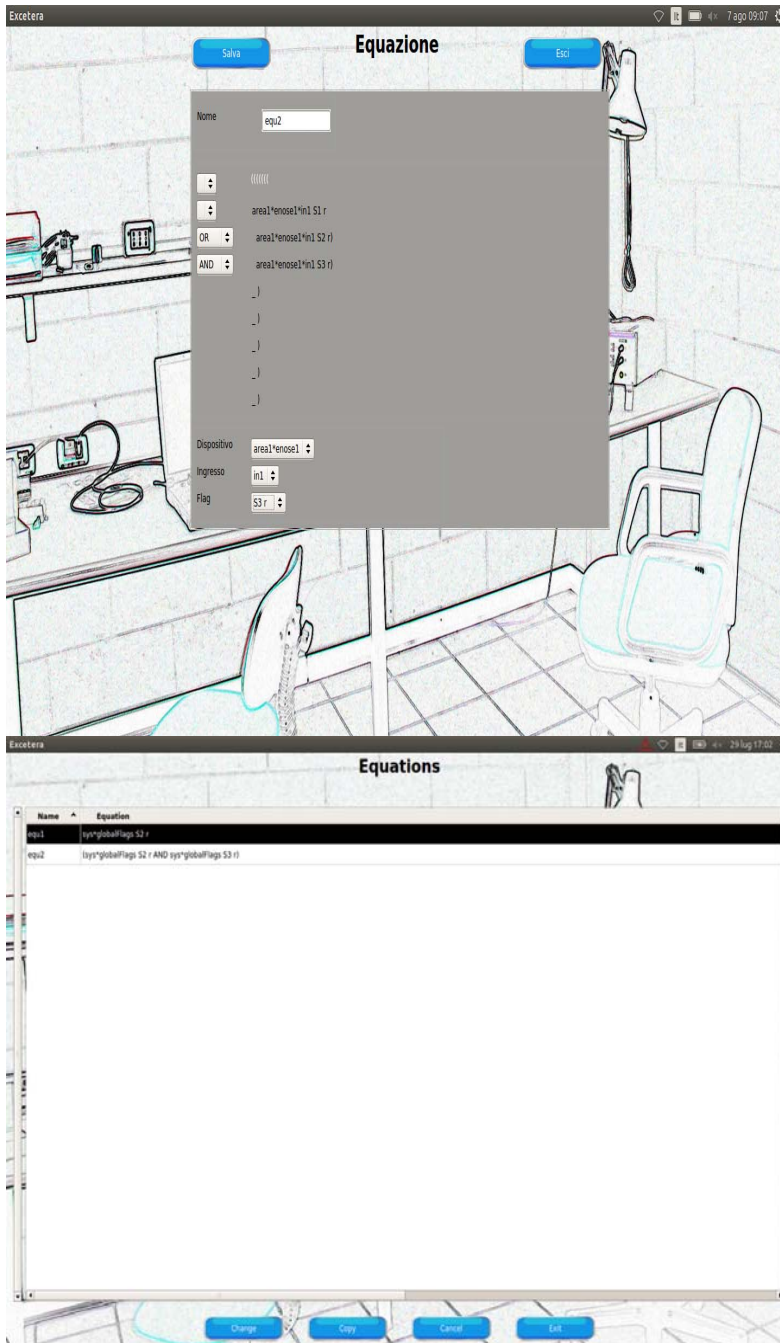 Excetera
It
7 ago 09:07
Salva
Equazione
Esci
Nome
equ2
(((((((
area1*enose1*in1 S1 r
OR
area1*enose1*in1 S2 r)
AND
area1*enose1*in1 S3 r)
_ )
_ )
_ )
_ )
_ )
Dispositivo
area1*enose1
Ingresso
in1
Flag
S3 r
Excetera
It
29 lug 17:02
Equations
Name Equation
equ1 sys*globalFlags S2 r
equ2 (sys*globalFlags S2 r AND sys*globalFlags S3 r)
Change Copy Cancel Exit